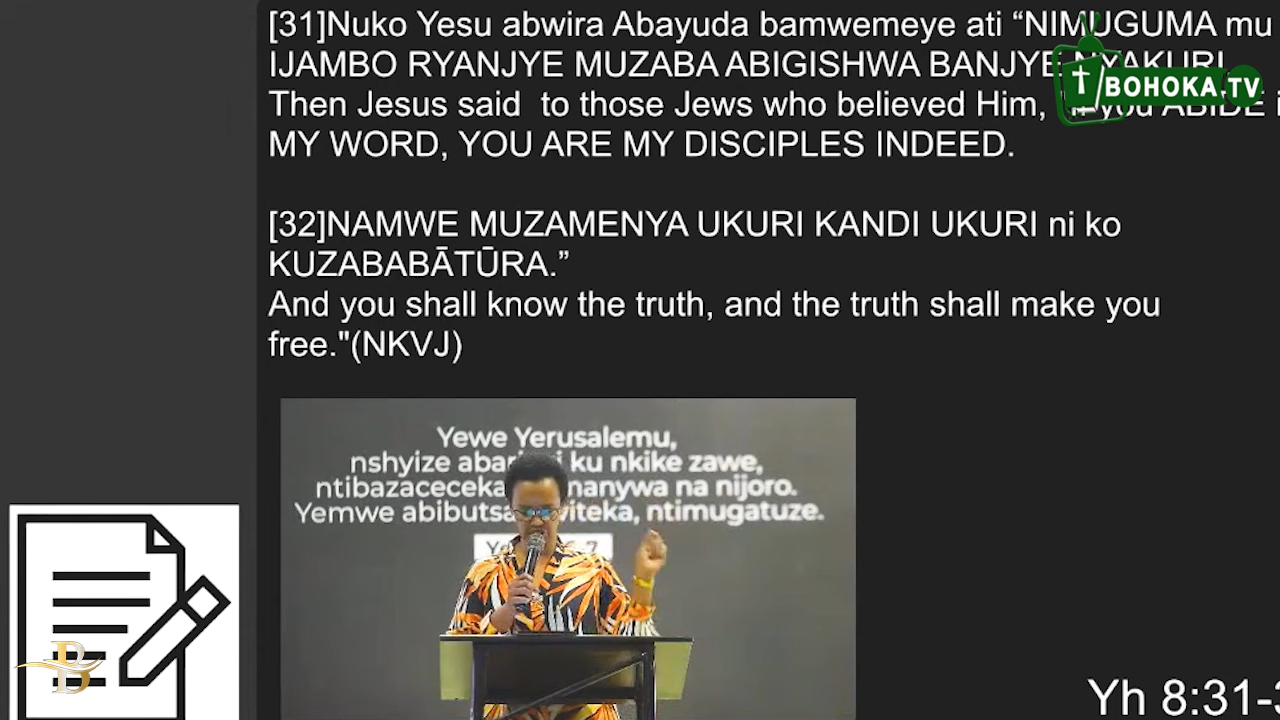 [31]Nuko Yesu abwira Abayuda bamwemeye ati “NIMUGUMA mu
IJAMBO RYANJYE MUZABA ABIGISHWA BANJYE
BOHOKA TV
Then Jesus said to those Jews who believed Him, you ABIDE
MY WORD, YOU ARE MY DISCIPLES INDEED.
[32]NAMWE MUZAMENYA UKURI KANDI UKURI ni ko
KUZABABĀTŪRA.”
And you shall know the truth, and the truth shall make you
free."(NKVJ)
Yewe Yerusalemu,
nshyize ku nkike zawe,
ntibazaceceka na nijoro.
Yemwe ntimugatuze.
Yh 8:31-